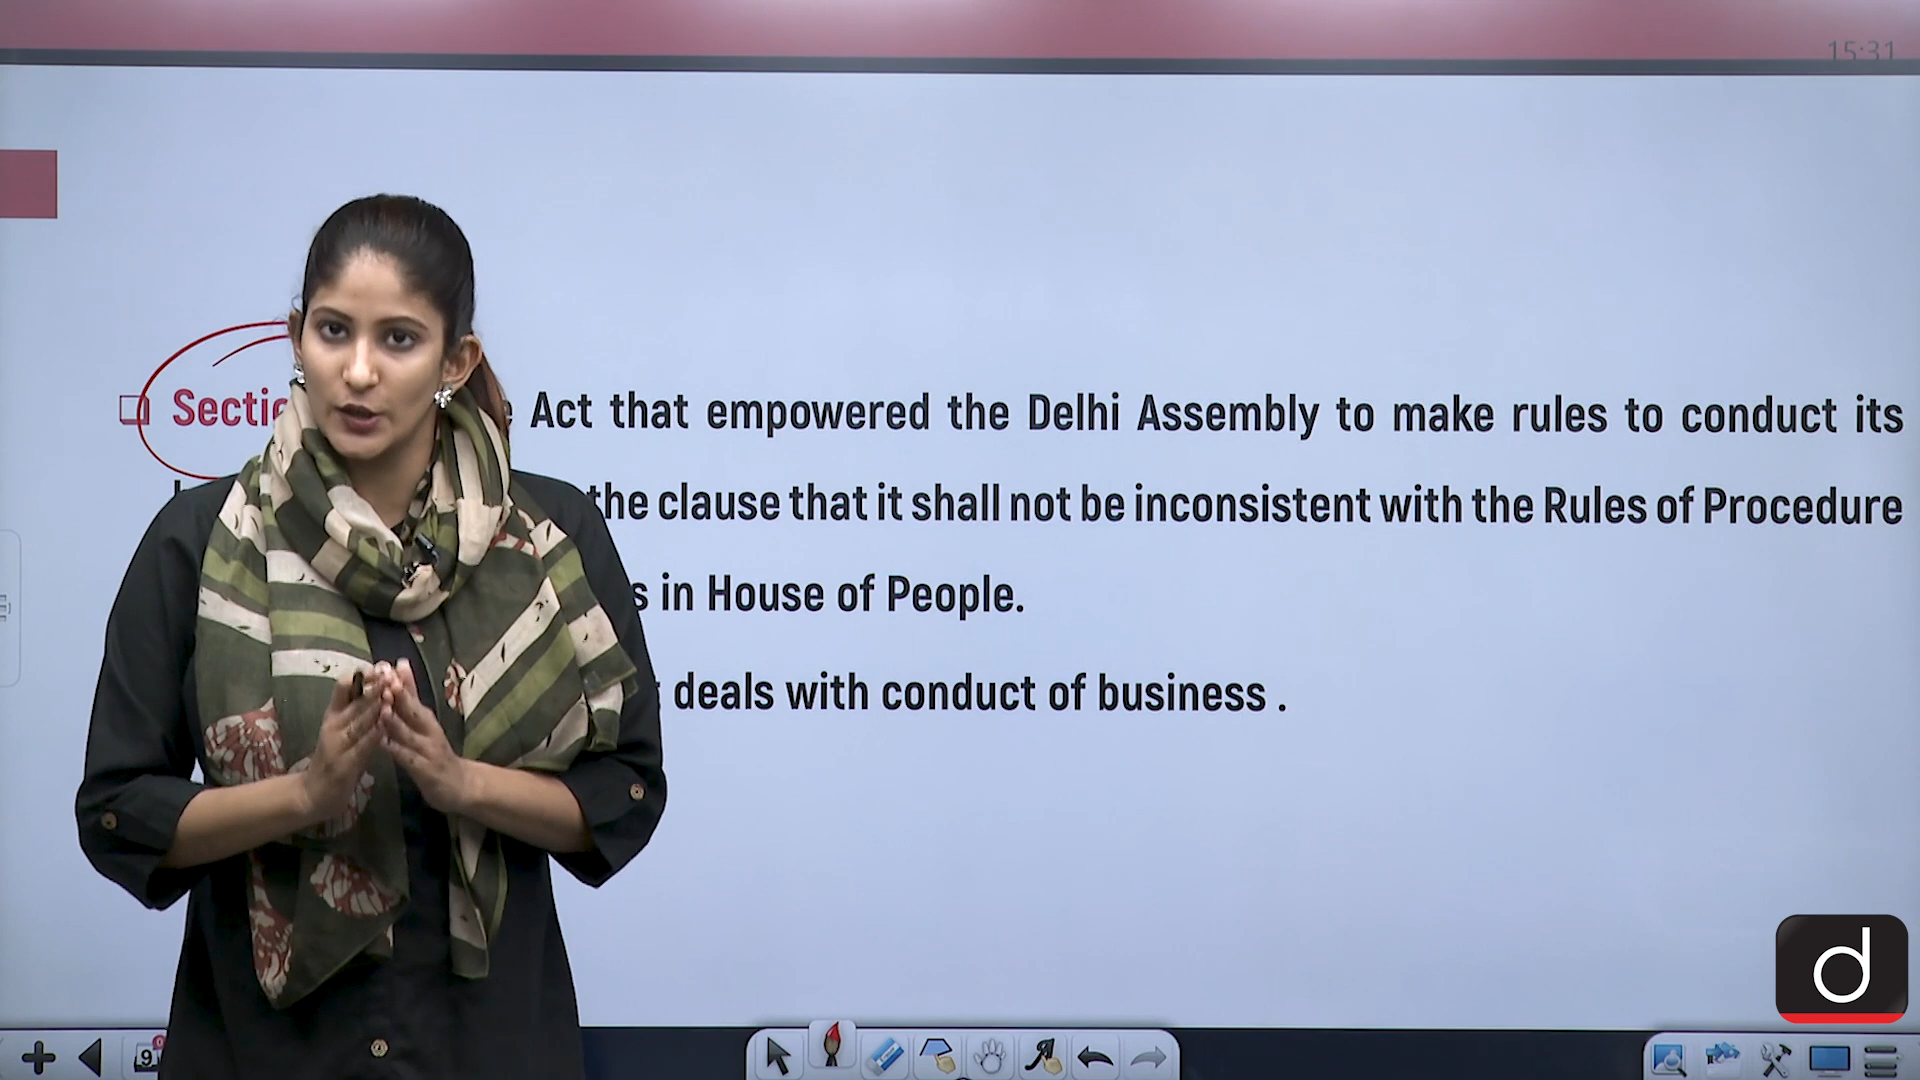 15:31
Act that empowered the Delhi Assembly to make rules to conduct its
the clause that it shall not be inconsistent with the Rules of Procedure
in House of People.
deals with conduct of business .
d
9